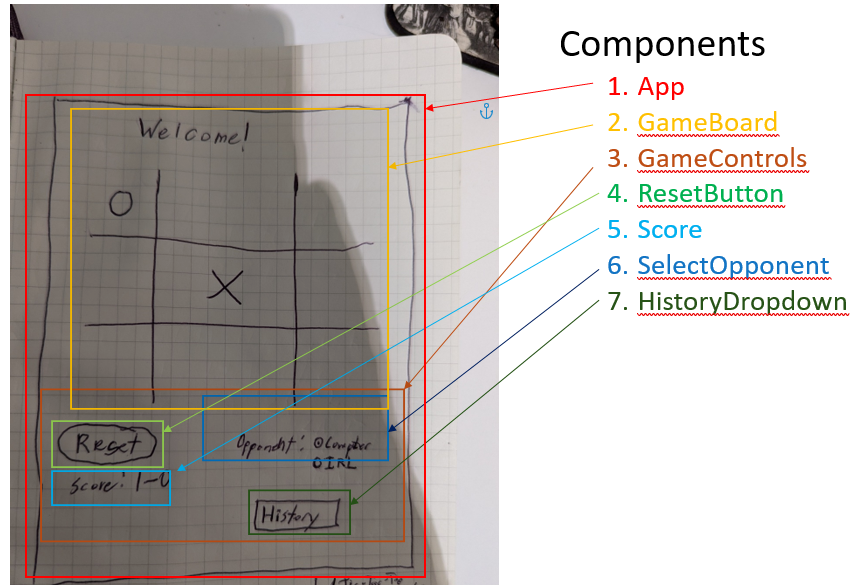 Components
1. App
2. GameBoard
3. GameControls
4. ResetButton
5. Score
6. SelectOpponent
7. HistoryDropdown
Welcome!
O
X
Reset
Opponent: O Computer
O IRL
Score: 1-0
History